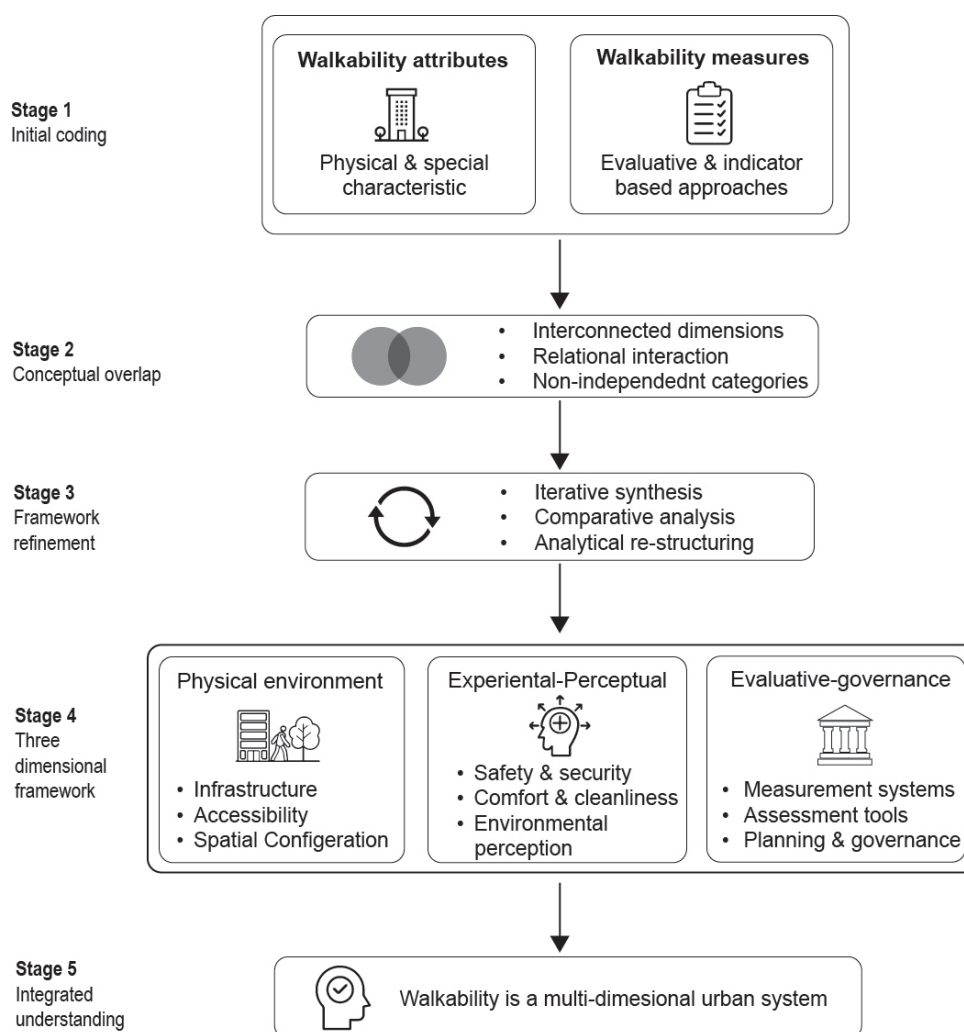 Stage 1
Initial coding
Walkability attributes
Physical & special
characteristic
Walkability measures
Evaluative & indicator
based approaches
Stage 2
Conceptual overlap
• Interconnected dimensions
• Relational interaction
• Non-independednt categories
Stage 3
Framework
refinement
• Iterative synthesis
• Comparative analysis
• Analytical re-structuring
Stage 4
Three
dimensional
framework
Physical environment
• Infrastructure
• Accessibility
• Spatial Configeration
Experiental-Perceptual
• Safety & security
• Comfort & cleanliness
• Environmental
perception
Evaluative-governance
• Measurement systems
• Assessment tools
• Planning & governance
Stage 5
Integrated
understanding
Walkability is a multi-dimesional urban system